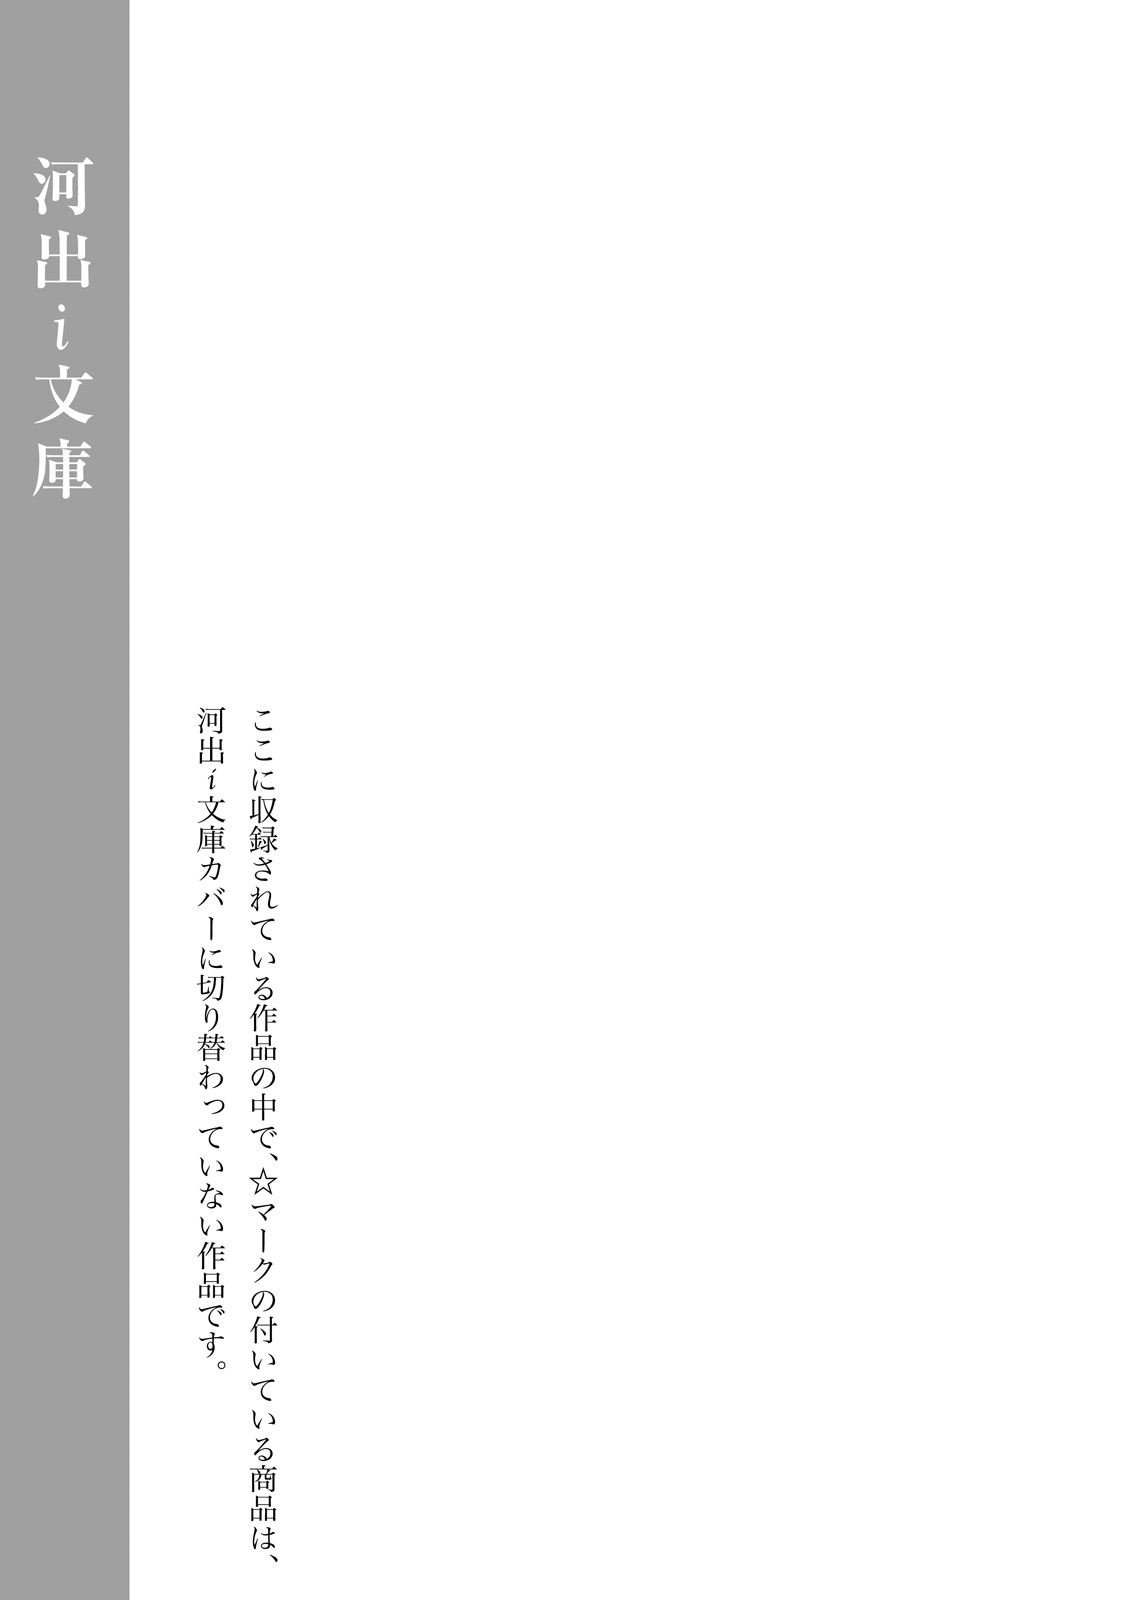 ここに収録されている作品の中で、☆マークの付いている商品は、
河出i文庫カバーに切り替わっていない作品です。
河出i文庫